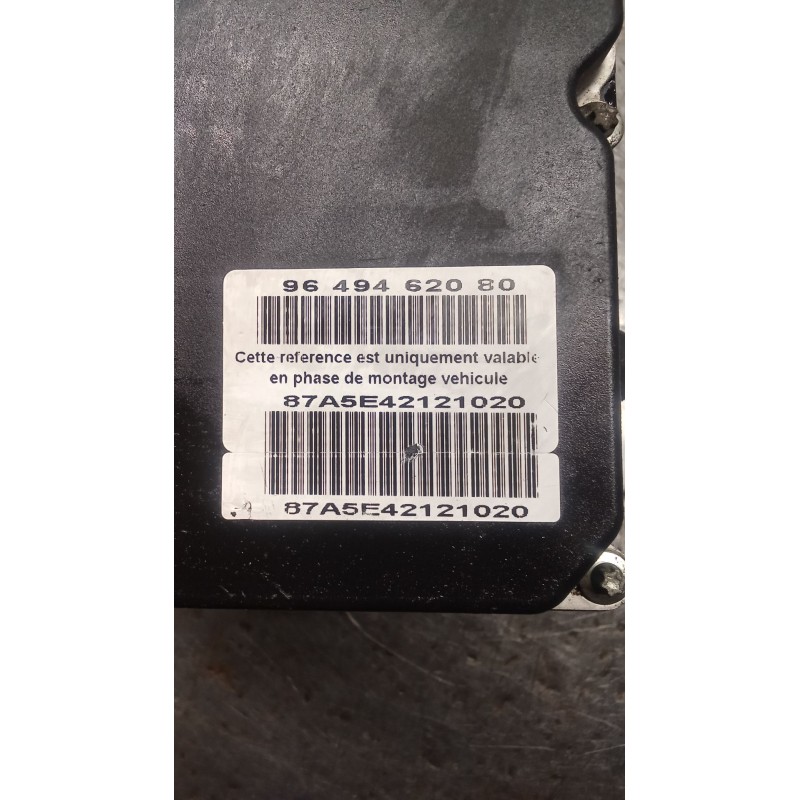 96 494 620 80
Cette reference est uniquement valable
en phase de montage vehicule
87A5E42121020
87A5E42121020